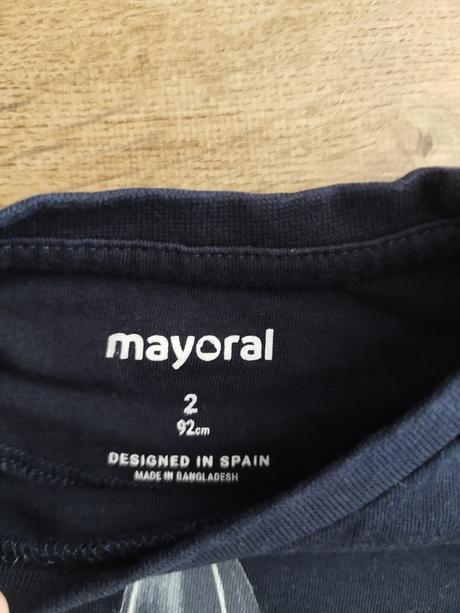 mayoral
2
92cm
DESIGNED IN SPAIN
MADE IN BANGLADESH